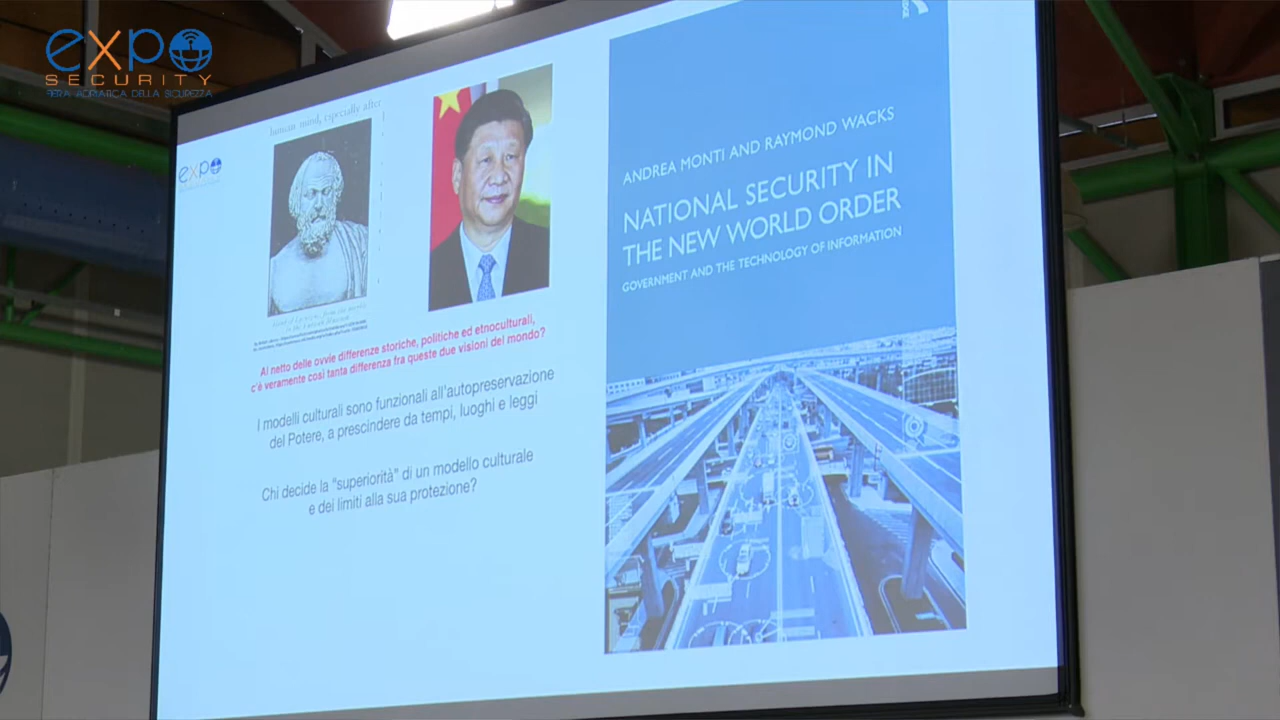 expo
SECURITY
FIERA ADRIATICA DELLA SICUREZZA
human mind, especially after
expo
Al netto delle ovvie differenze storiche, politiche ed etnoculturali,
c'è veramente così tanta differenza fra queste due visioni del mondo?
I modelli culturali sono funzionali all'autopreservazione
del Potere, a prescindere da tempi, luoghi e leggi
Chi decide la "superiorità" di un modello culturale
e dei limiti alla sua protezione?
ANDREA MONTI AND RAYMOND WACKS
NATIONAL SECURITY IN
THE NEW WORLD ORDER
GOVERNMENT AND THE TECHNOLOGY OF INFORMATION